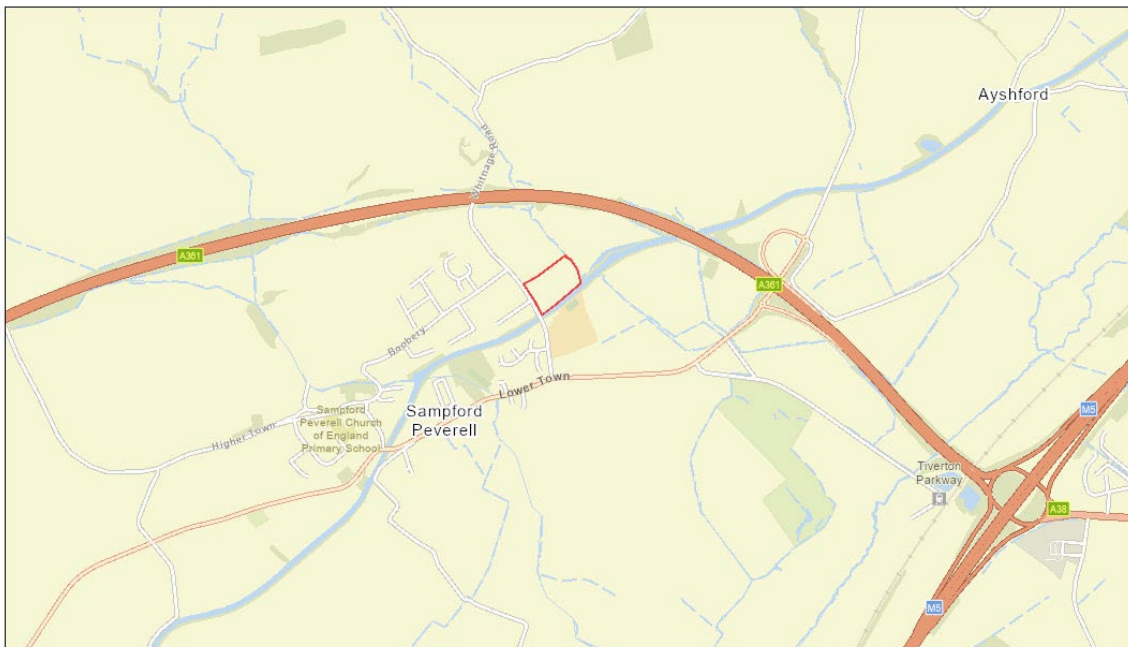 Ayshford
Whitnage Road
A361
A361
Boobery
Lower Town
Sampford
Peverell
Sampford
Peverell Church
of England
Primary School
Higher Town
M5
Tiverton
Parkway
A38
M5